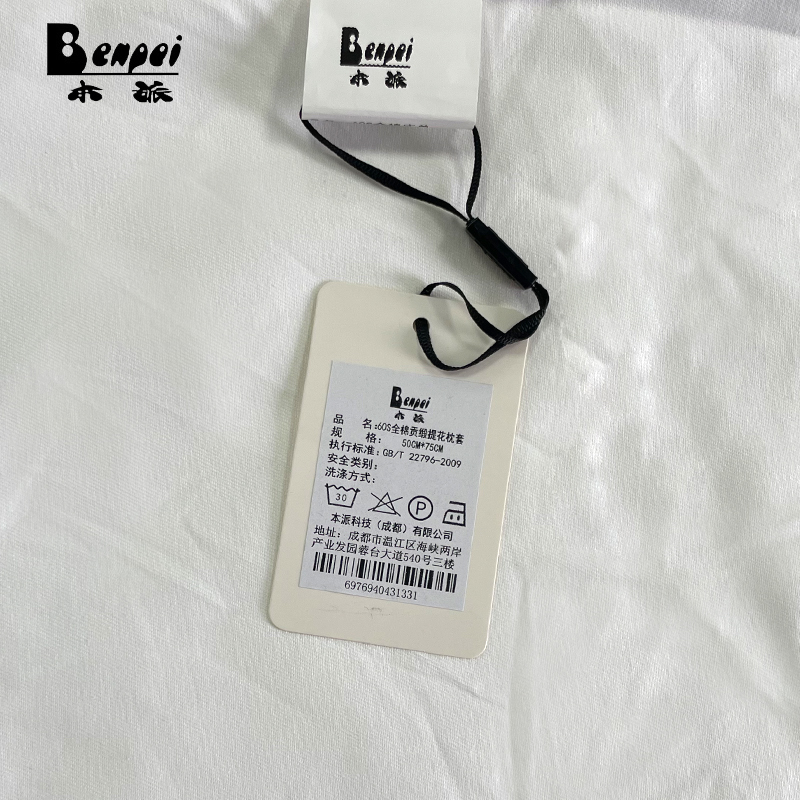 Benpei
本派
Benpei
本派
Benpei
本派
品 名:60S全棉贡缎提花枕套
规 格: 50CM*75CM
执行标准:GB/T 22796-2009
安全类别:
洗涤方式:
30 P
本派科技(成都)有限公司
地址:成都市温江区海峡两岸
产业发园蓉台大道540号三楼
6976940431331